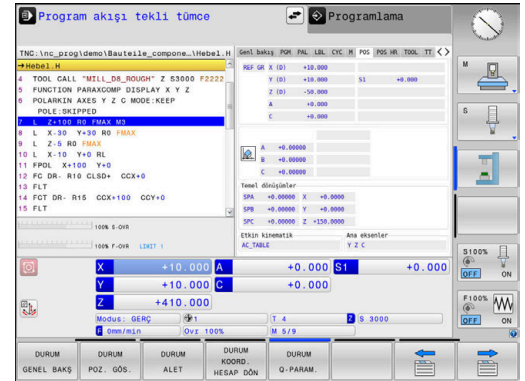 Program akışı tekli tümce
Programlama
TNC:\nc_prog\demo\Bauteile_compone…\Hebel.H
→Hebel.H
4 TOOL CALL "MILL_D8_ROUGH" Z S3000 F2222
5 FUNCTION PARAXCOMP DISPLAY X Y Z
6 POLARKIN AXES Y Z C MODE:KEEP
POLE:SKIPPED
7 L Z+100 R0 FMAX M3
8 L X-30 Y+30 R0 FMAX
9 L Z-5 R0 FMAX
10 L X-10 Y+0 RL
11 FPOL X+100 Y+0
12 FC DR- R10 CLSD+ CCX+0
13 FLT
14 FCT DR- R15 CCX+100 CCY+0
15 FLT
100% S-OVR
100% F-OVR LIMIT 1
Genl bakış PGM PAL LBL CYC M POS POS HR TOOL TT
REF GR X (D) +10.000
Y (D) +10.000 S1 +0.000
Z (D) -50.000
A +0.000
C +0.000
A +0.00000
B +0.00000
C +0.00000
Temel dönüşümler
SPA +0.00000 X +0.0000
SPB +0.00000 Y +0.0000
SPC +0.00000 Z +150.0000
Etkin kinematik Ana eksenler
AC_TABLE Y Z C
X +10.000 A +0.000 S1 +0.000
Y +10.000 C +0.000
Z +410.000
Modus: GERÇ 1 T 4 Z S 3000
F 0mm/min Ovr 100% M 5/9
M
S
S100%
OFF ON
F100%
OFF ON
DURUM GENEL BAKŞ
DURUM POZ. GÖS.
DURUM ALET
DURUM KOORD. HESAP DÖN
DURUM Q-PARAM.